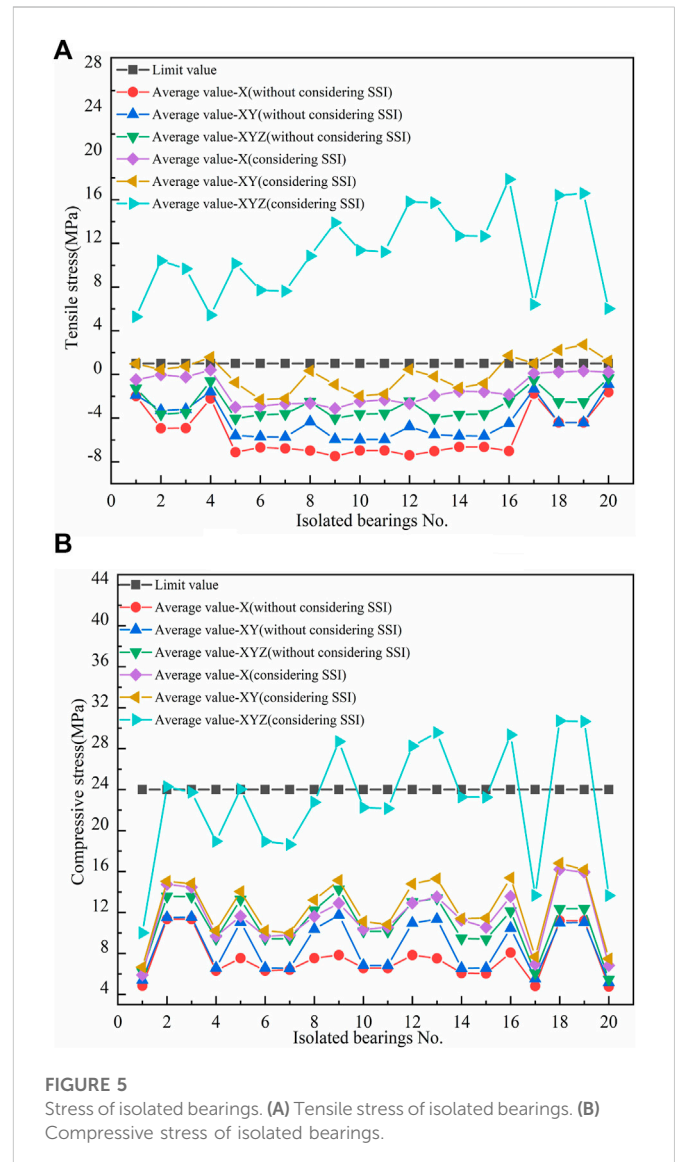 A
28
24
20
16
12
8
4
0
-4
-8
Tensile stress(MPa)
Limit value
Average value-X(without considering SSI)
Average value-XY(without considering SSI)
Average value-XYZ(without considering SSI)
Average value-X(considering SSI)
Average value-XY(considering SSI)
Average value-XYZ(considering SSI)
0 2 4 6 8 10 12 14 16 18 20
Isolated bearings No.
B
44
40
36
32
28
24
20
16
12
8
4
Compressive stress(MPa)
Limit value
Average value-X(without considering SSI)
Average value-XY(without considering SSI)
Average value-XYZ(without considering SSI)
Average value-X(considering SSI)
Average value-XY(considering SSI)
Average value-XYZ(considering SSI)
0 2 4 6 8 10 12 14 16 18 20
Isolated bearings No.
FIGURE 5
Stress of isolated bearings. (A) Tensile stress of isolated bearings. (B)
Compressive stress of isolated bearings.